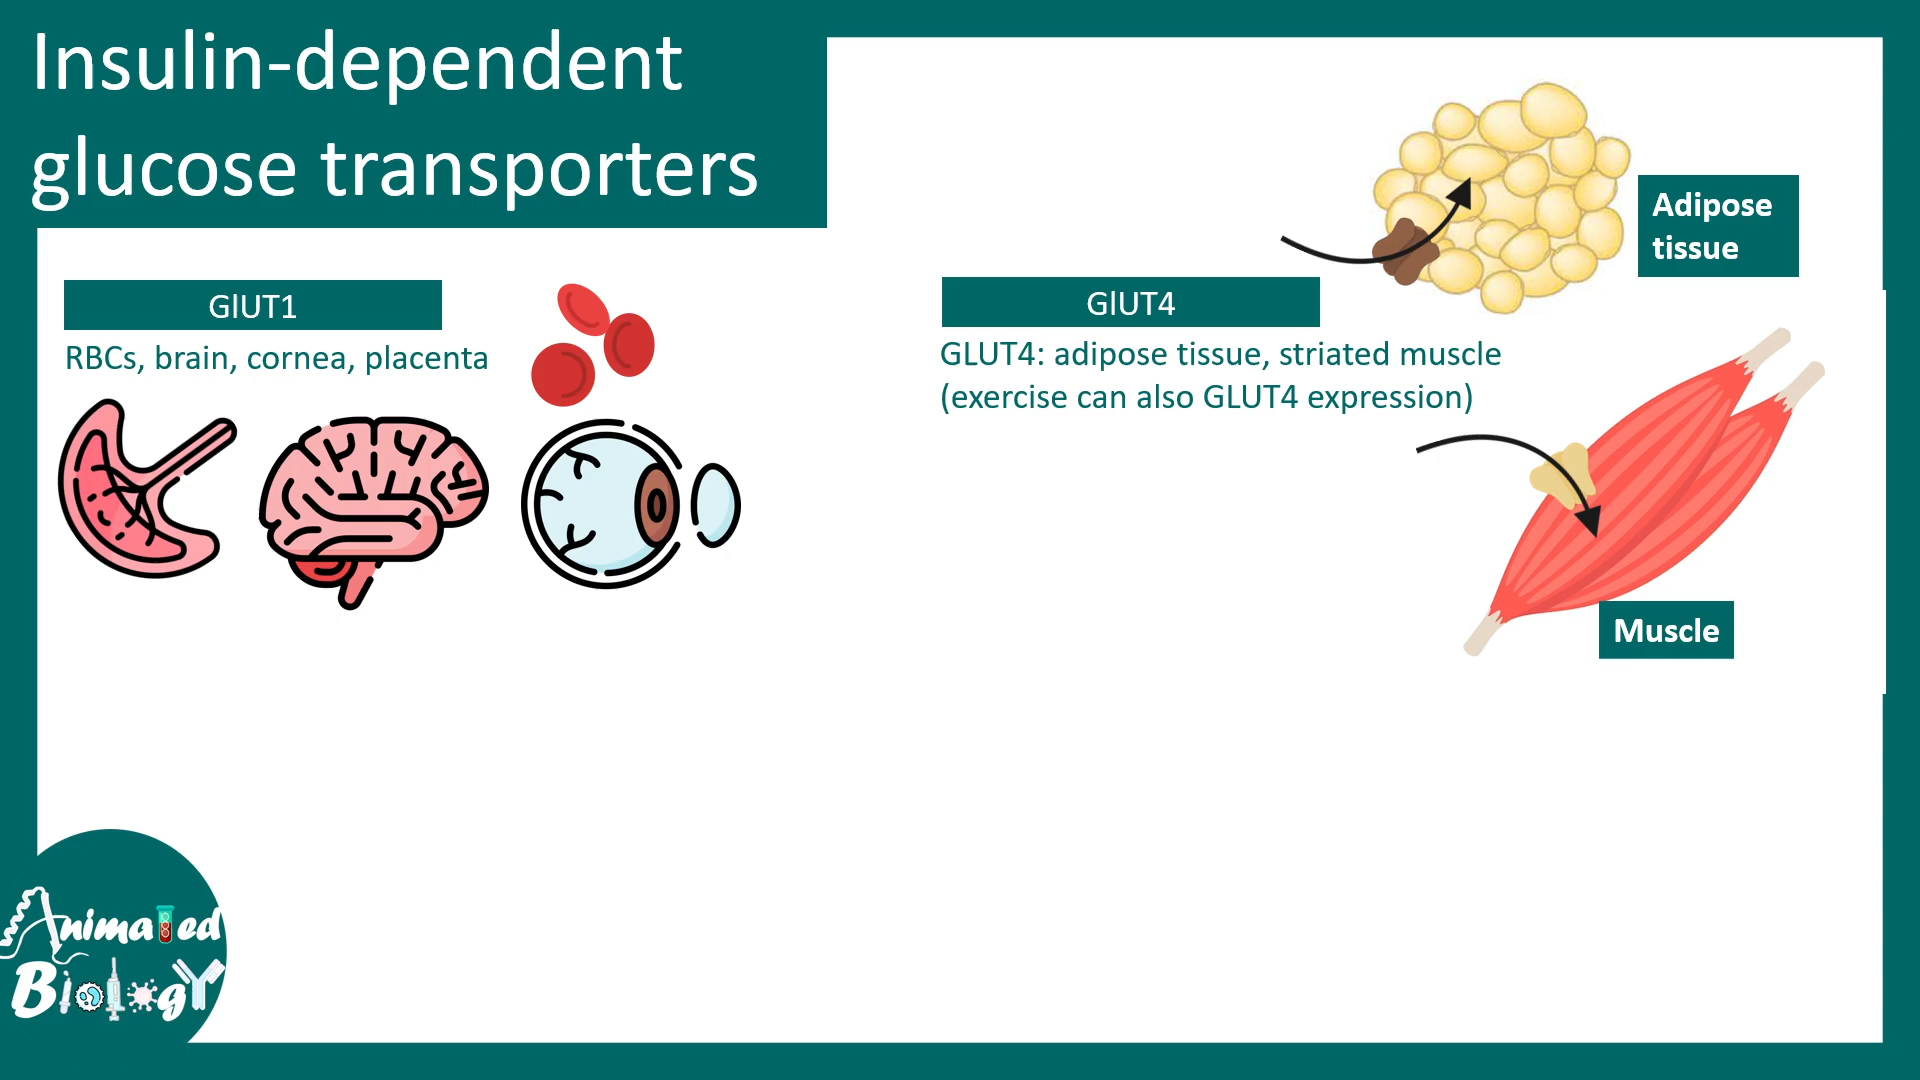 Insulin-dependent
glucose transporters
GlUT1
RBCs, brain, cornea, placenta
GlUT4
GLUT4: adipose tissue, striated muscle
(exercise can also GLUT4 expression)
Adipose
tissue
Muscle
Animated
Biology